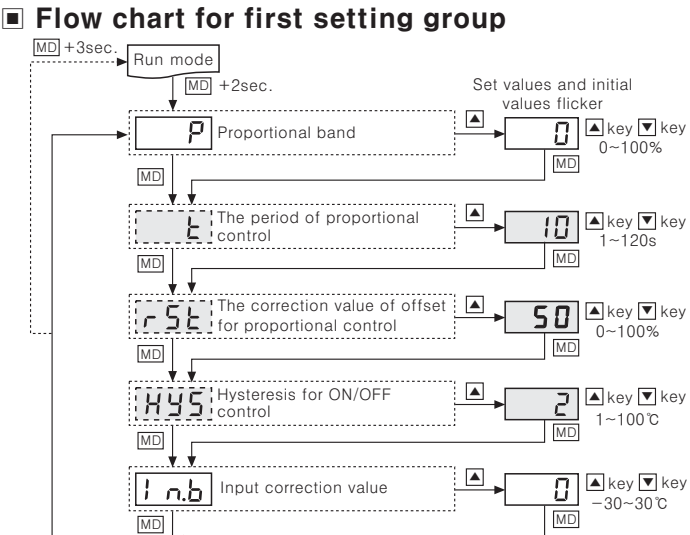 ▣ Flow chart for first setting group
MD +3sec.
Run mode
MD +2sec.
Set values and initial
values flicker
P Proportional band
▲
0 ▲ key ▼ key
0~100%
MD
MD
t The period of proportional
control
▲
10 ▲ key ▼ key
1~120s
MD
MD
rSt The correction value of offset
for proportional control
▲
50 ▲ key ▼ key
0~100%
MD
MD
HYS Hysteresis for ON/OFF
control
▲
2 ▲ key ▼ key
1~100℃
MD
MD
In.b Input correction value
▲
0 ▲ key ▼ key
−30~30℃
MD
MD